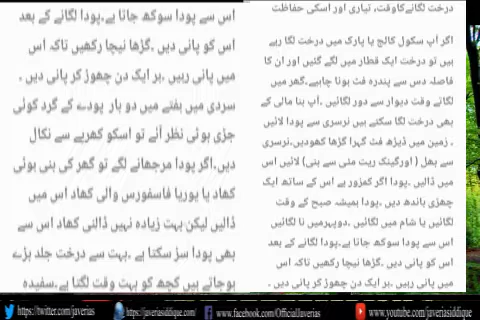 درخت لگانے کاوقت، تیاری اور اسکی حفاظت
اگر آپ سکول کالج یا پارک میں درخت لگا رہے
ہیں تو درخت ایک قطار میں لگے گئیں اور ان کا
فاصلہ دس سے پندرہ فٹ ہونا چاہیے۔گھر میں
لگاتے وقت دیوار سے دور لگائیں ۔آپ بنا مالی کے
بھی درخت لگا سکتے ہیں نرسری سے پودا لائیں
۔ زمین میں ڈیڑھ فٹ گہرا گڑھا کھودیں۔نرسری
سے بھل ( اورگینک ریت مٹی سے بنی) لائیں اس
میں ڈالیں ۔پودا اگر کمزور ہے اس کے ساتھ ایک
چھڑی باندھ دیں ۔پودا ہمیشہ صبح کے وقت
لگائیں یا شام میں لگائیں ۔دوپہرمیں نا لگائیں
اس سے پودا سوکھ جاتا ہے۔پودا لگانے کے بعد
اس کو پانی دیں ۔گڑھا نیچا رکھیں تاکہ اس
میں پانی رہیں ۔ہر ایک دن چھوڑ کر پانی دیں ۔
اس سے پودا سوکھ جاتا ہے۔پودا لگانے کے بعد
اس کو پانی دیں ۔گڑھا نیچا رکھیں تاکہ اس
میں پانی رہیں ۔ہر ایک دن چھوڑ کر پانی دیں ۔
سردی میں ہفتے میں دو بار پودے کے گرد کوئی
جڑی بوئی نظر آئے تو اسکو کھرپے سے نکال
دیں۔اگر پودا مرجھانے لگے تو گھر کی بنی ہوئی
کھاد یا یوریا فاسفورس والی کھاد اس میں
ڈالیں لیکن بہت زیادہ نہیں ڈالنی کھاد اس سے
بھی پودا سڑ سکتا ہے ۔بہت سے درخت جلد بڑے
ہوجاتے ہیں کچھ کو بہت وقت لگتا ہے۔سفیدہ
https://twitter.com/javerias
https://javeriasiddique.com
www.facebook.com/OfficialJaverias
http://www.youtube.com/javeriasiddique